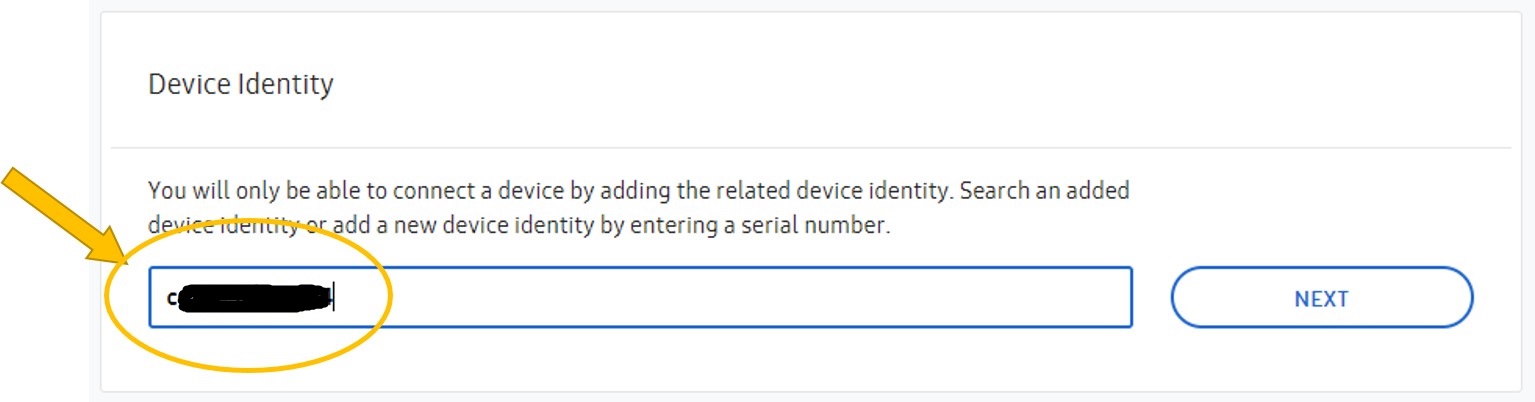 Device Identity
You will only be able to connect a device by adding the related device identity. Search an added
device identity or add a new device identity by entering a serial number.
NEXT